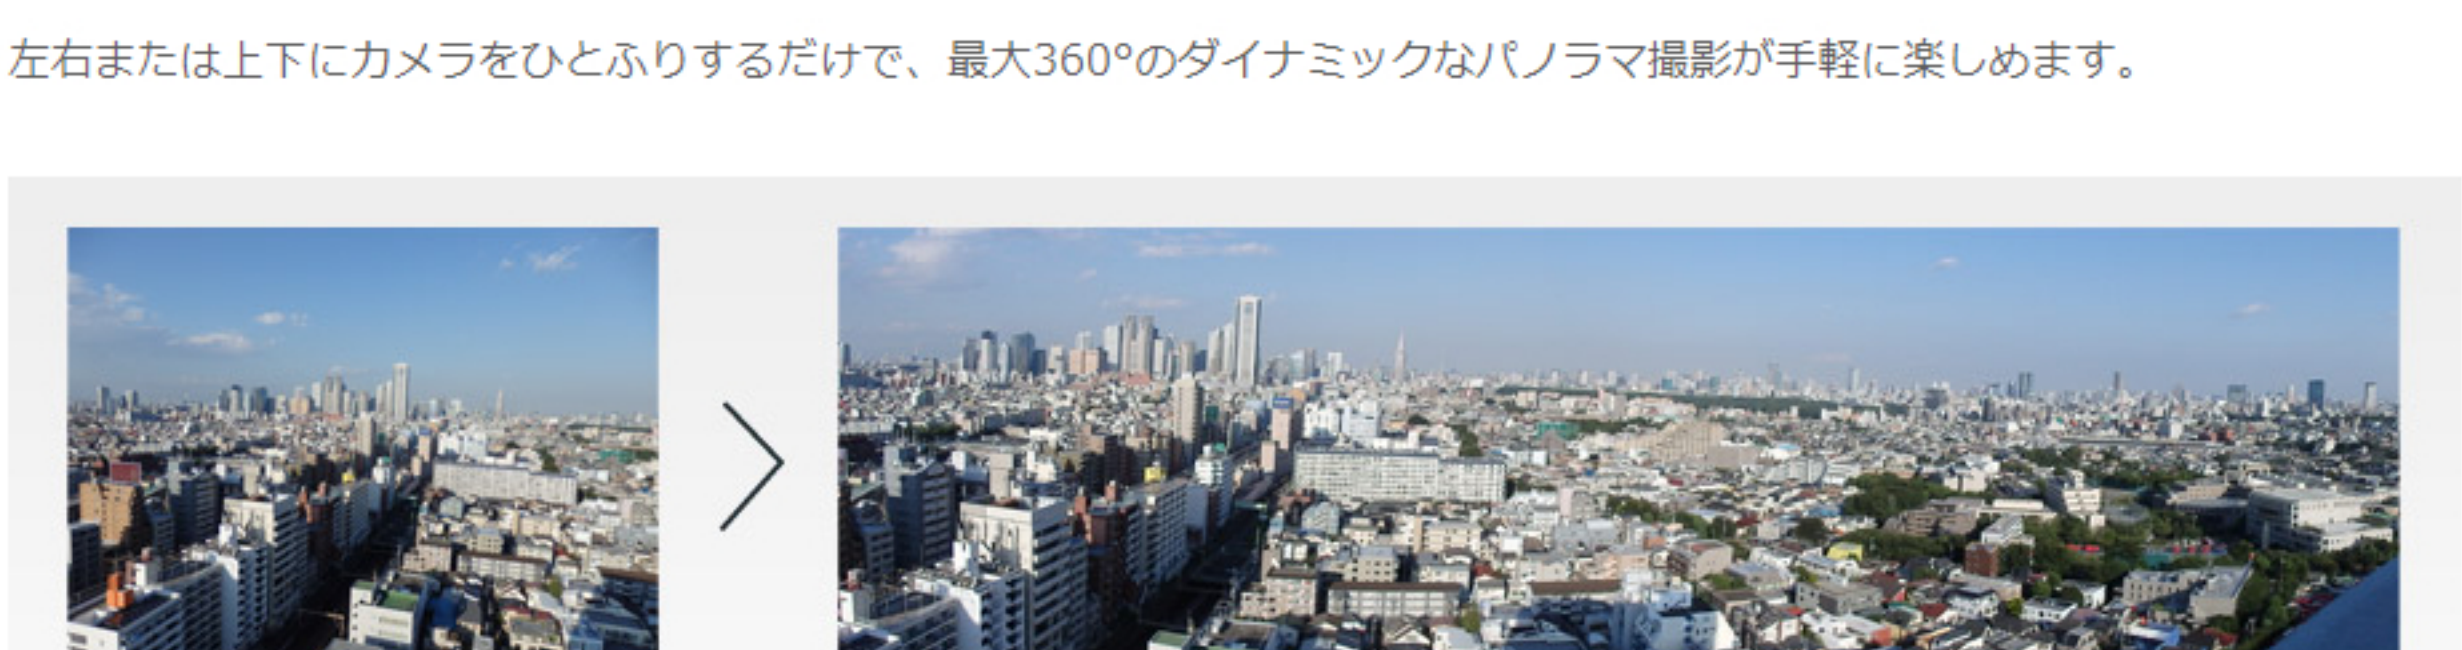 左右または上下にカメラをひとふりするだけで、最大360°のダイナミックなパノラマ撮影が手軽に楽しめます。